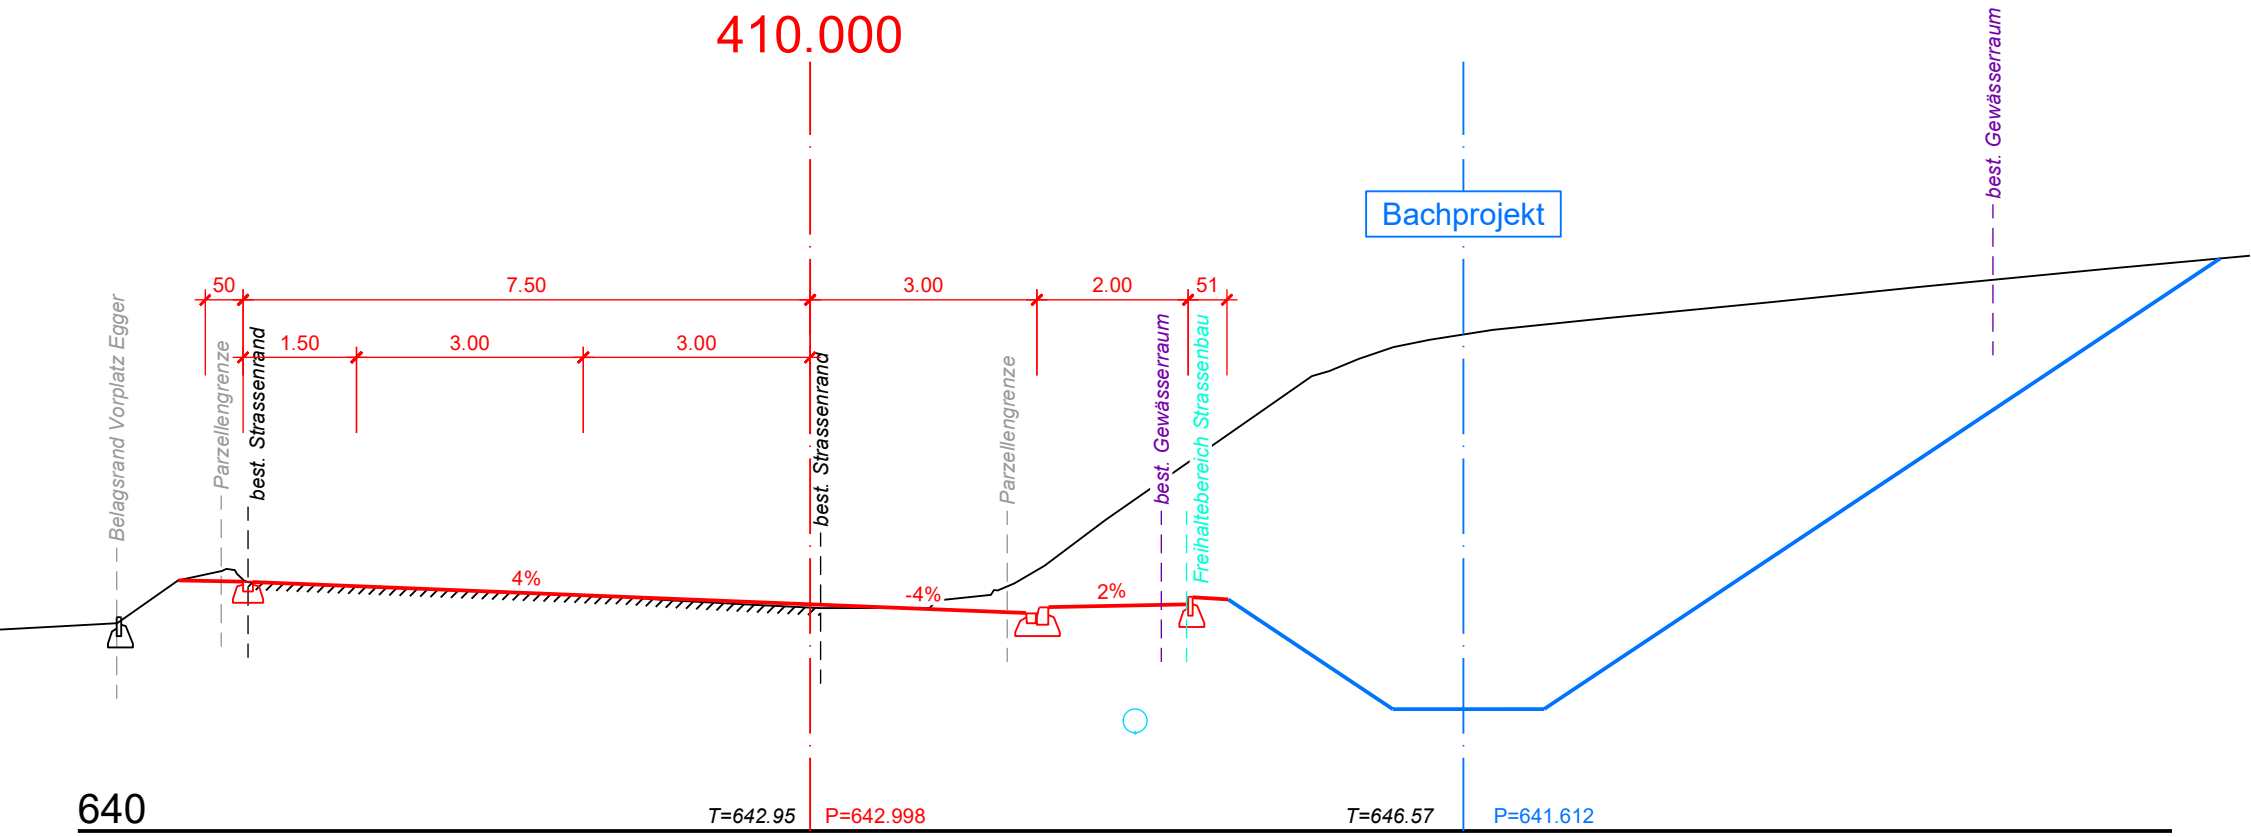 410.000
best. Gewässerraum
Bachprojekt
50
7.50
3.00
2.00
51
1.50
3.00
3.00
Belagsrand Vorplatz Egger
Parzellengrenze
best. Strassenrand
best. Strassenrand
Parzellengrenze
best. Gewässerraum
Freihaltebereich Strassenbau
4%
-4%
2%
640
T=642.95
P=642.998
T=646.57
P=641.612